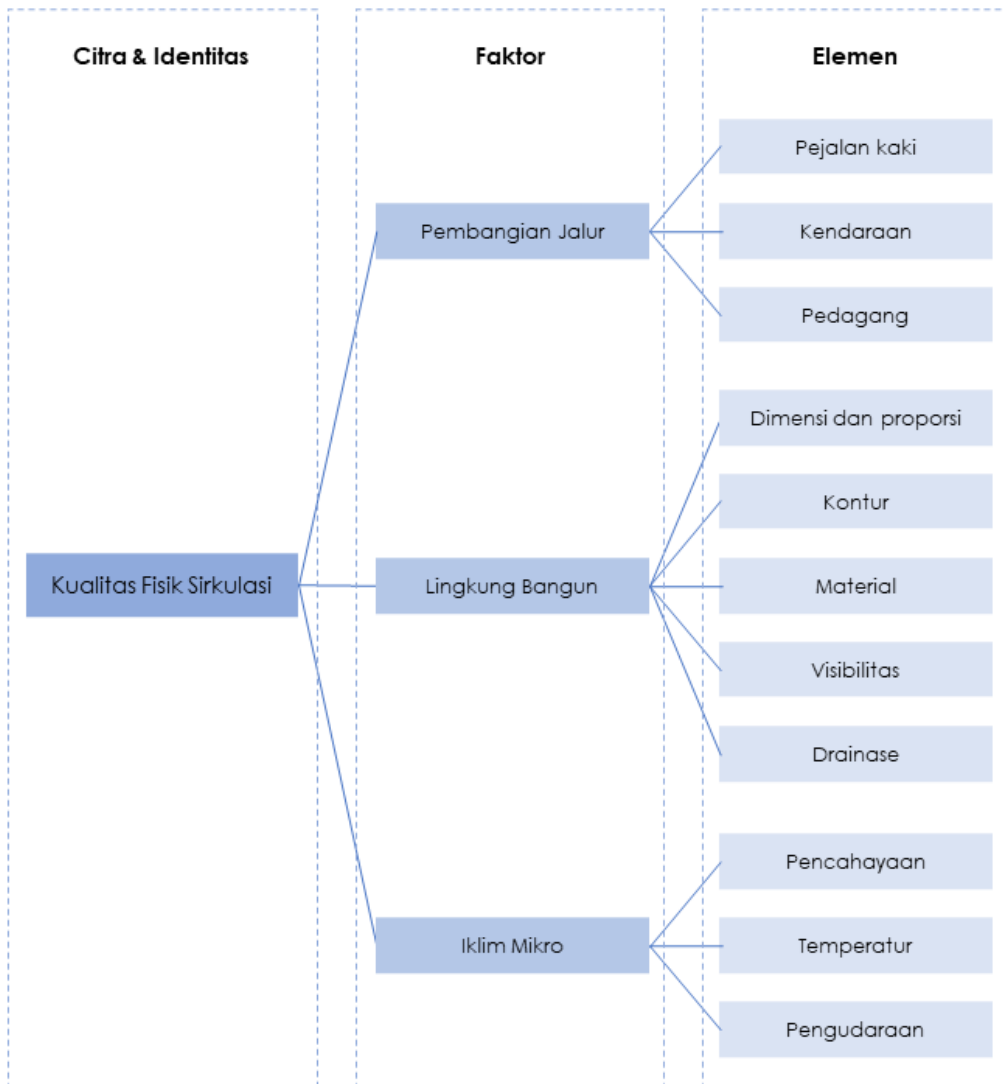 Citra & Identitas
Faktor
Elemen
Kualitas Fisik Sirkulasi
Pembangian Jalur
Pejalan kaki
Kendaraan
Pedagang
Lingkung Bangun
Dimensi dan proporsi
Kontur
Material
Visibilitas
Drainase
Iklim Mikro
Pencahayaan
Temperatur
Pengudaraan